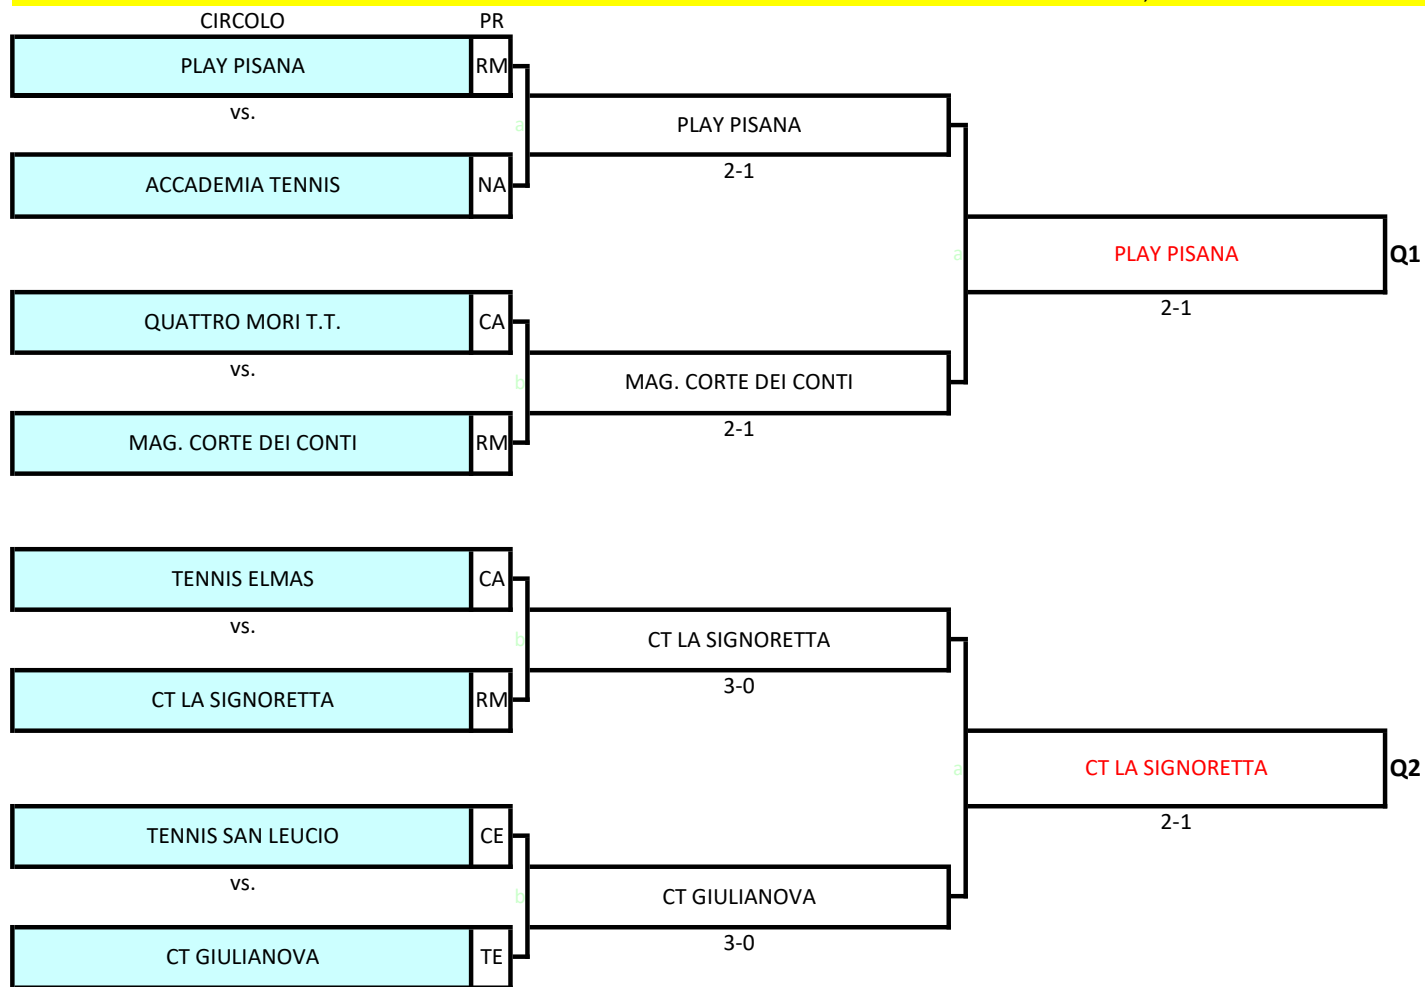 CIRCOLO PR
PLAY PISANA RM
vs.
a PLAY PISANA
ACCADEMIA TENNIS NA
2-1
a PLAY PISANA Q1
2-1
QUATTRO MORI T.T. CA
vs.
b MAG. CORTE DEI CONTI
2-1
MAG. CORTE DEI CONTI RM
TENNIS ELMAS CA
vs.
b CT LA SIGNORETTA
3-0
CT LA SIGNORETTA RM
a CT LA SIGNORETTA Q2
2-1
TENNIS SAN LEUCIO CE
vs.
b CT GIULIANOVA
3-0
CT GIULIANOVA TE